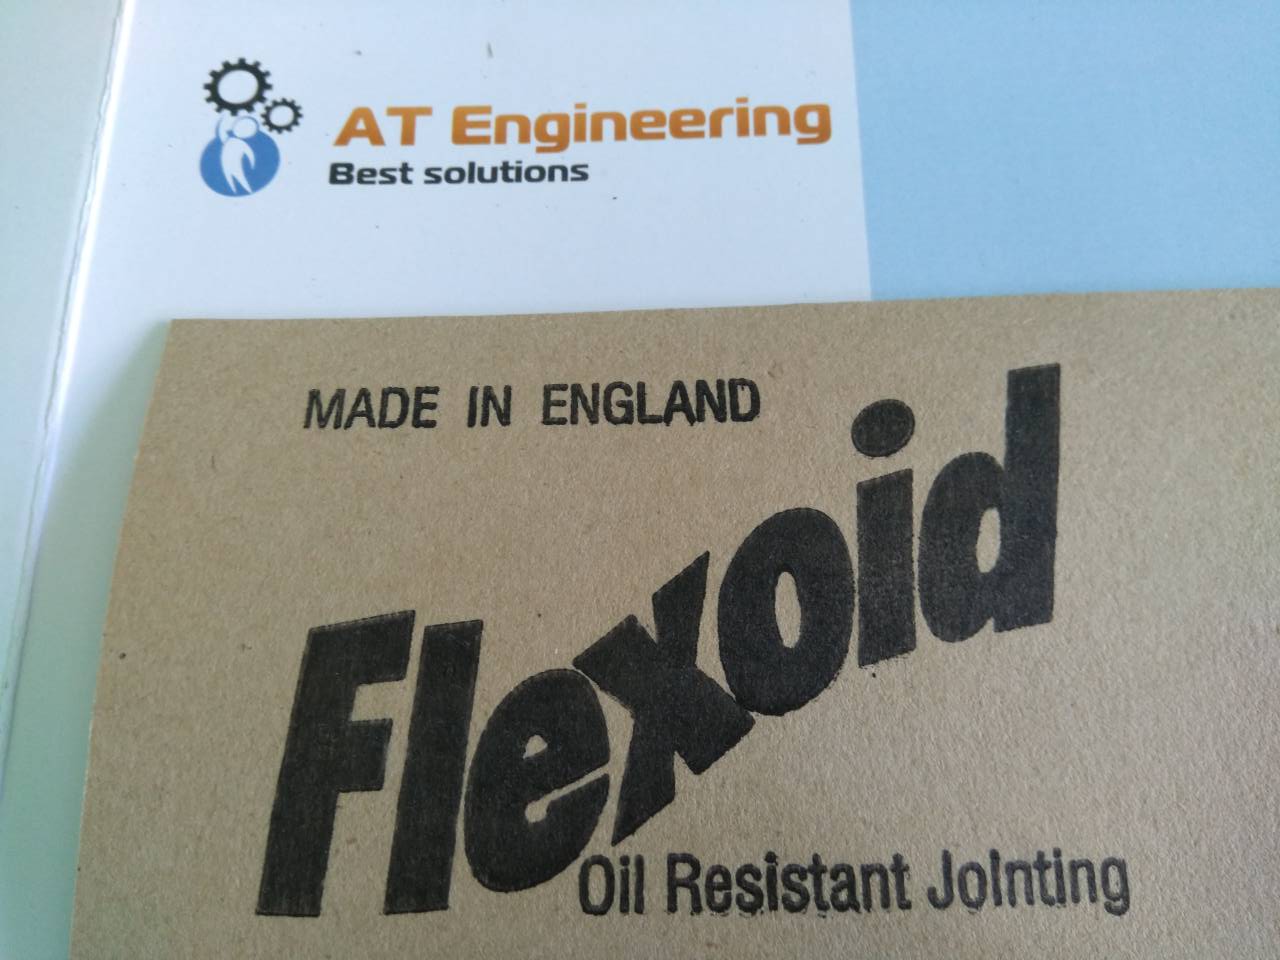 AT Engineering
Best solutions
MADE IN ENGLAND
Flexoid
Oil Resistant Jointing